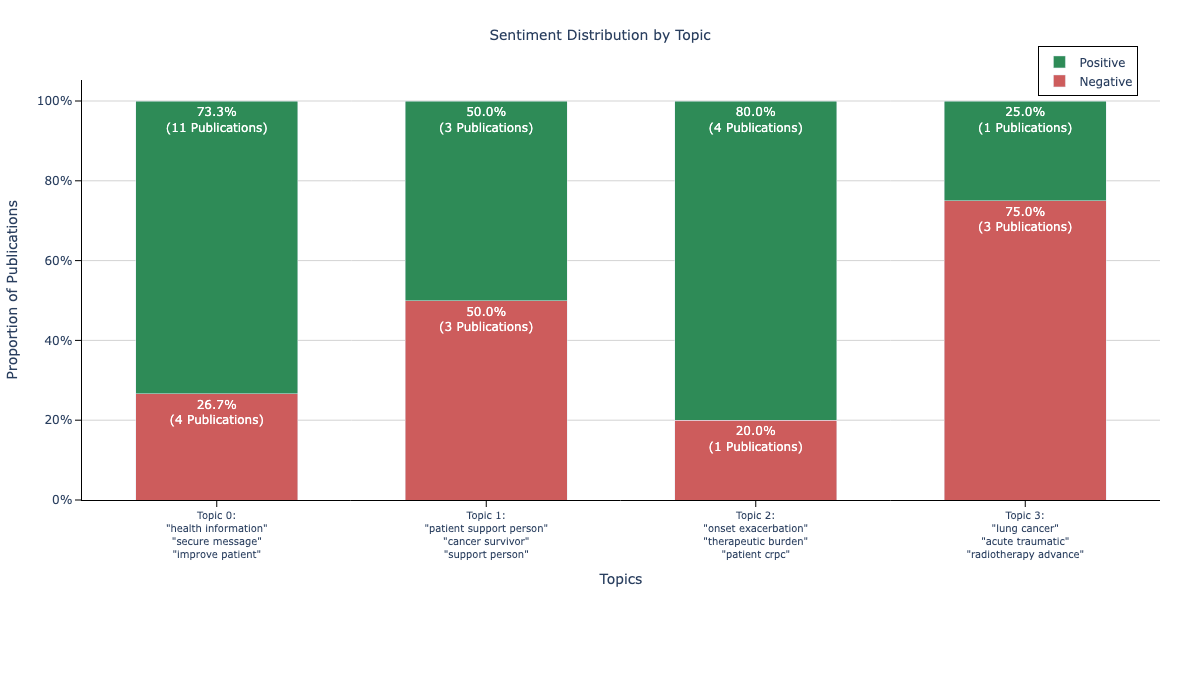 Sentiment Distribution by Topic
Positive
Negative
Proportion of Publications
100%
80%
60%
40%
20%
0%
73.3%
(11 Publications)
26.7%
(4 Publications)
50.0%
(3 Publications)
50.0%
(3 Publications)
80.0%
(4 Publications)
20.0%
(1 Publications)
25.0%
(1 Publications)
75.0%
(3 Publications)
Topic 0:
"health information"
"secure message"
"improve patient"
Topic 1:
"patient support person"
"cancer survivor"
"support person"
Topic 2:
"onset exacerbation"
"therapeutic burden"
"patient crpc"
Topic 3:
"lung cancer"
"acute traumatic"
"radiotherapy advance"
Topics